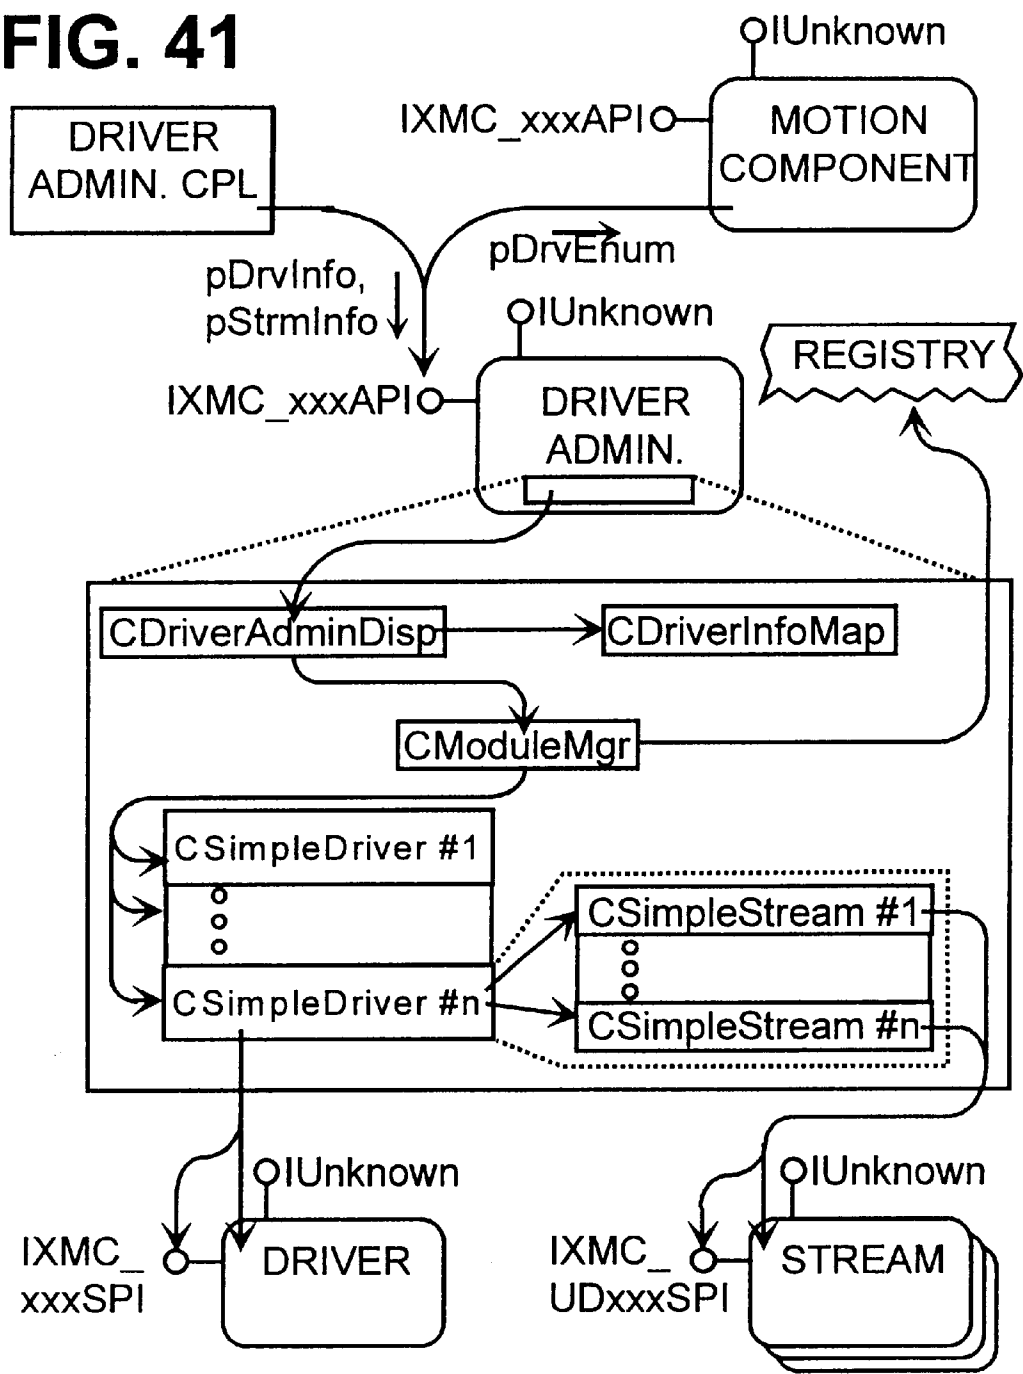 FIG. 41
IUnknown
IXMC_xxxAPI
MOTION
COMPONENT
DRIVER
ADMIN. CPL
pDrvEnum
pDrvInfo,
pStrmInfo
IUnknown
REGISTRY
IXMC_xxxAPI
DRIVER
ADMIN.
CDriverAdminDisp
CDriverInfoMap
CModuleMgr
CSimpleDriver #1
CSimpleStream #1
CSimpleDriver #n
CSimpleStream #n
IUnknown
IUnknown
IXMC_
xxxSPI
DRIVER
IXMC_
UDxxxSPI
STREAM